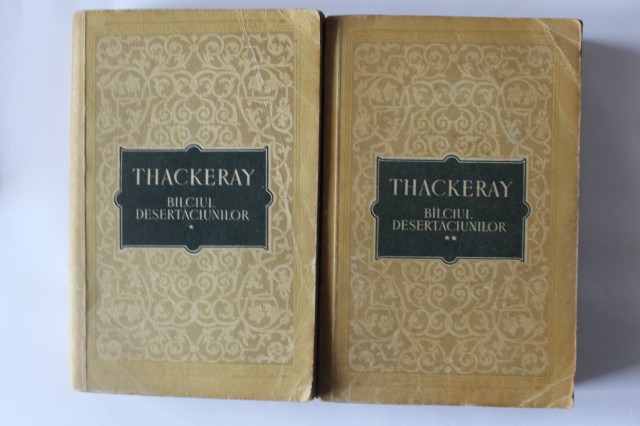 THACKERAY
BILCIUL
DESERTĂCIUNILOR
*
THACKERAY
BILCIUL
DESERTĂCIUNILOR
**